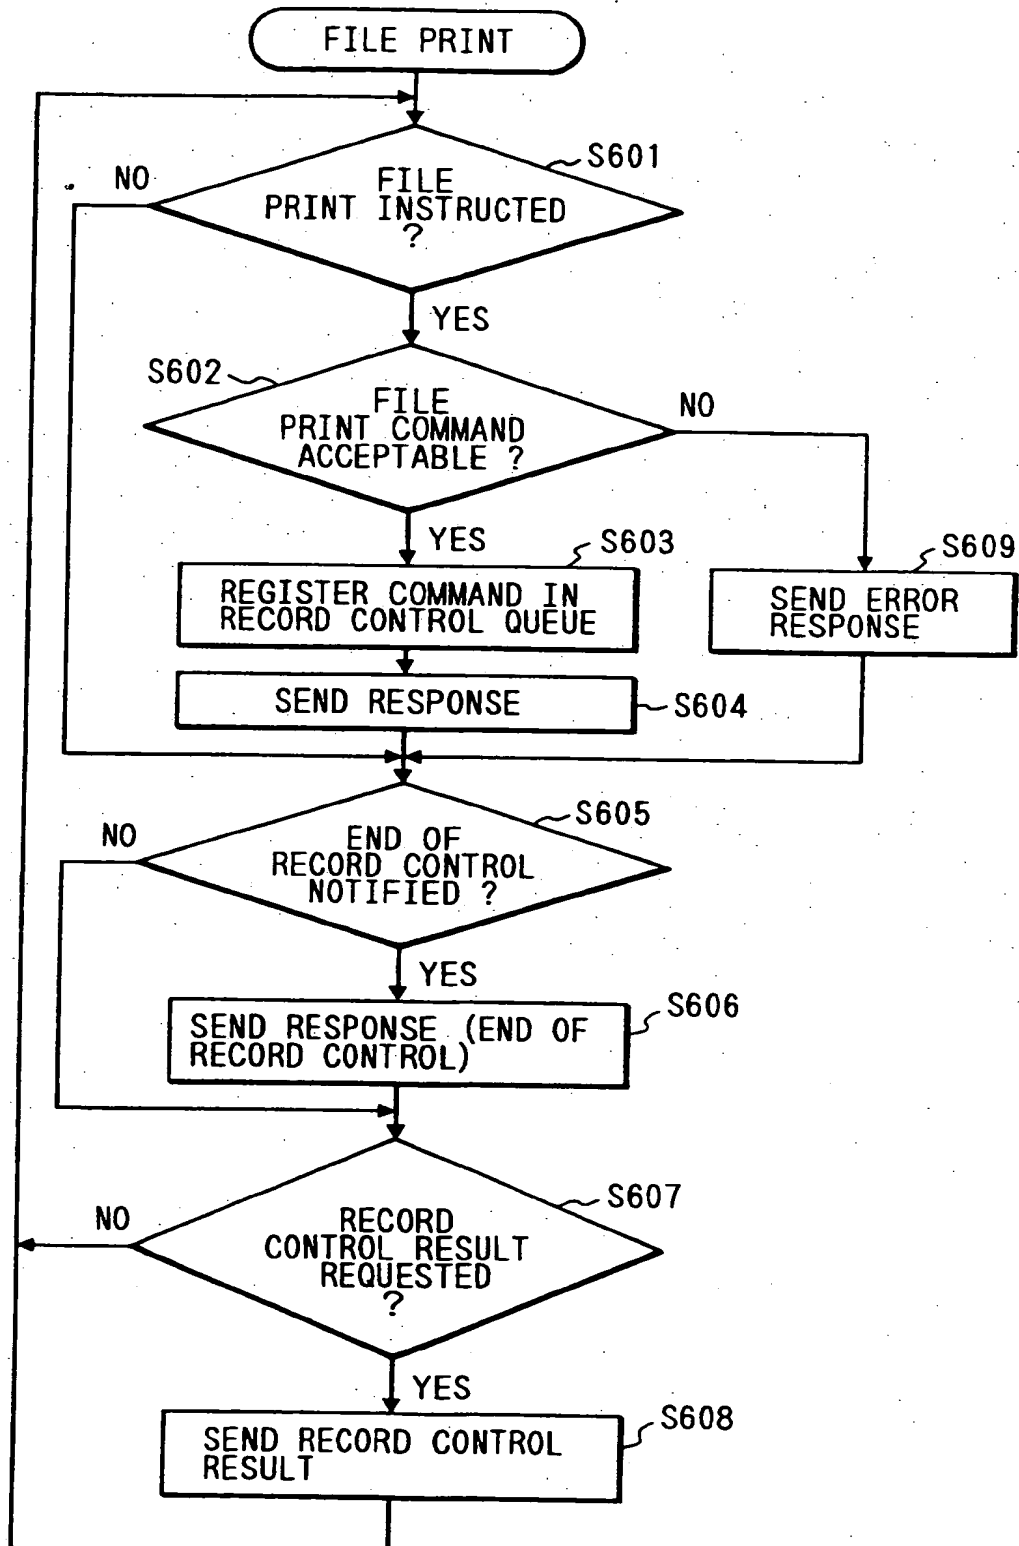 FILE PRINT
S601
NO
FILE
PRINT INSTRUCTED
?
YES
S602
FILE
PRINT COMMAND
ACCEPTABLE ?
NO
YES
S603
REGISTER COMMAND IN
RECORD CONTROL QUEUE
S609
SEND ERROR
RESPONSE
SEND RESPONSE
S604
S605
NO
END OF
RECORD CONTROL
NOTIFIED ?
YES
S606
SEND RESPONSE (END OF
RECORD CONTROL)
S607
NO
RECORD
CONTROL RESULT
REQUESTED
?
YES
S608
SEND RECORD CONTROL
RESULT